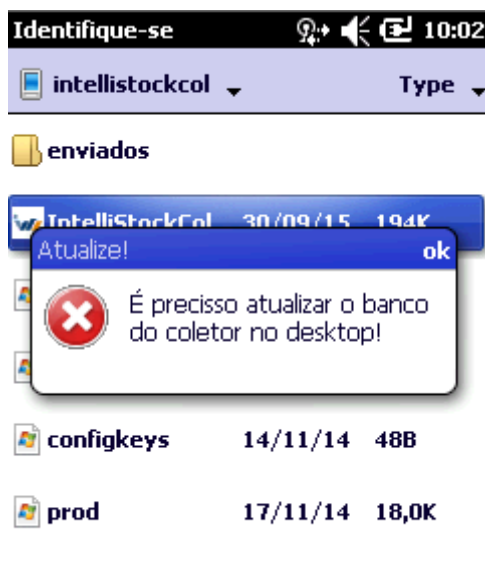 Identifique-se 10:02
intellistockcol Type
enviados
IntelliStockCol 30/09/15 194K
Atualize! ok
É precisso atualizar o banco
do coletor no desktop!
configkeys 14/11/14 48B
prod 17/11/14 18,0K